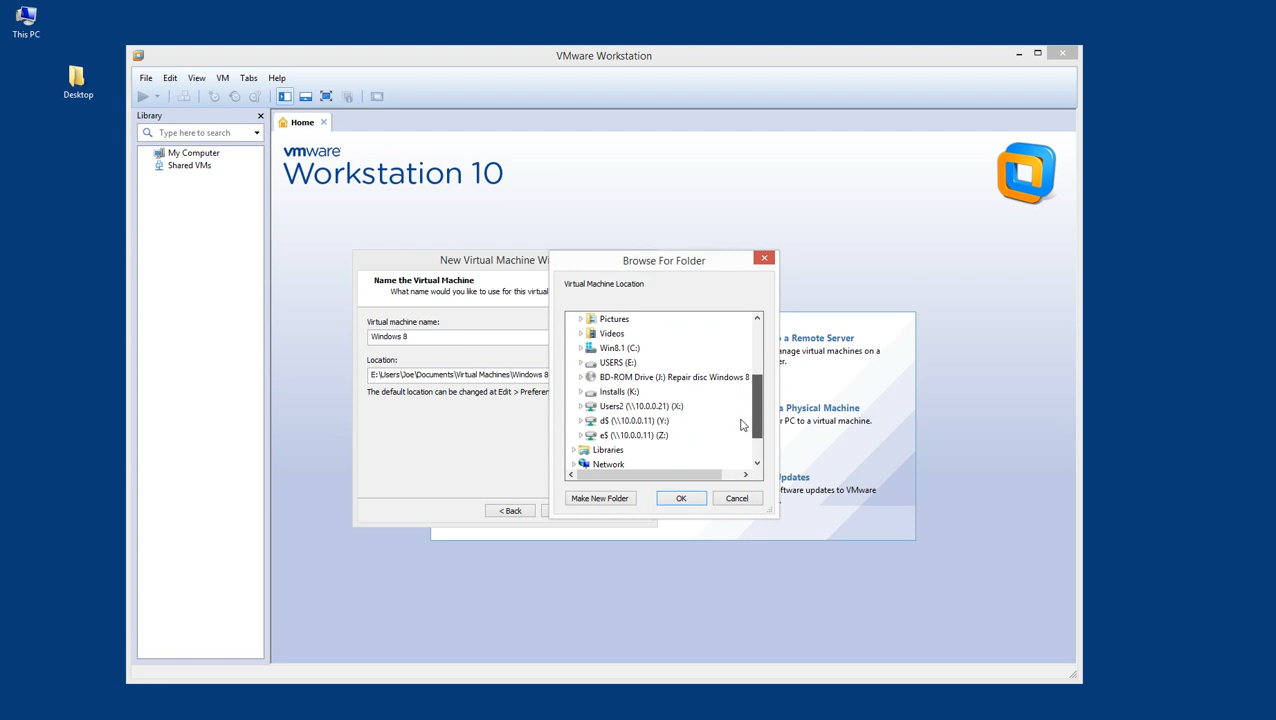 This PC
Desktop
VMware Workstation
File Edit View VM Tabs Help
Library
Type here to search
My Computer
Shared VMs
Home
vmware
Workstation 10
New Virtual Machine Wi
Name the Virtual Machine
What name would you like to use for this virtual
Virtual machine name:
Windows 8
Location:
E:\Users\Joe\Documents\Virtual Machines\Windows 8
The default location can be changed at Edit > Preferen
< Back
Browse For Folder
Virtual Machine Location
Pictures
Videos
Win8.1 (C:)
USERS (E:)
BD-ROM Drive (J:) Repair disc Windows 8
Installs (K:)
Users2 (\\10.0.0.21) (X:)
d$ (\\10.0.0.11) (Y:)
e$ (\\10.0.0.11) (Z:)
Libraries
Network
Make New Folder
OK
Cancel
a Remote Server
anage virtual machines on a
er.
a Physical Machine
r PC to a virtual machine.
Updates
oftware updates to VMware